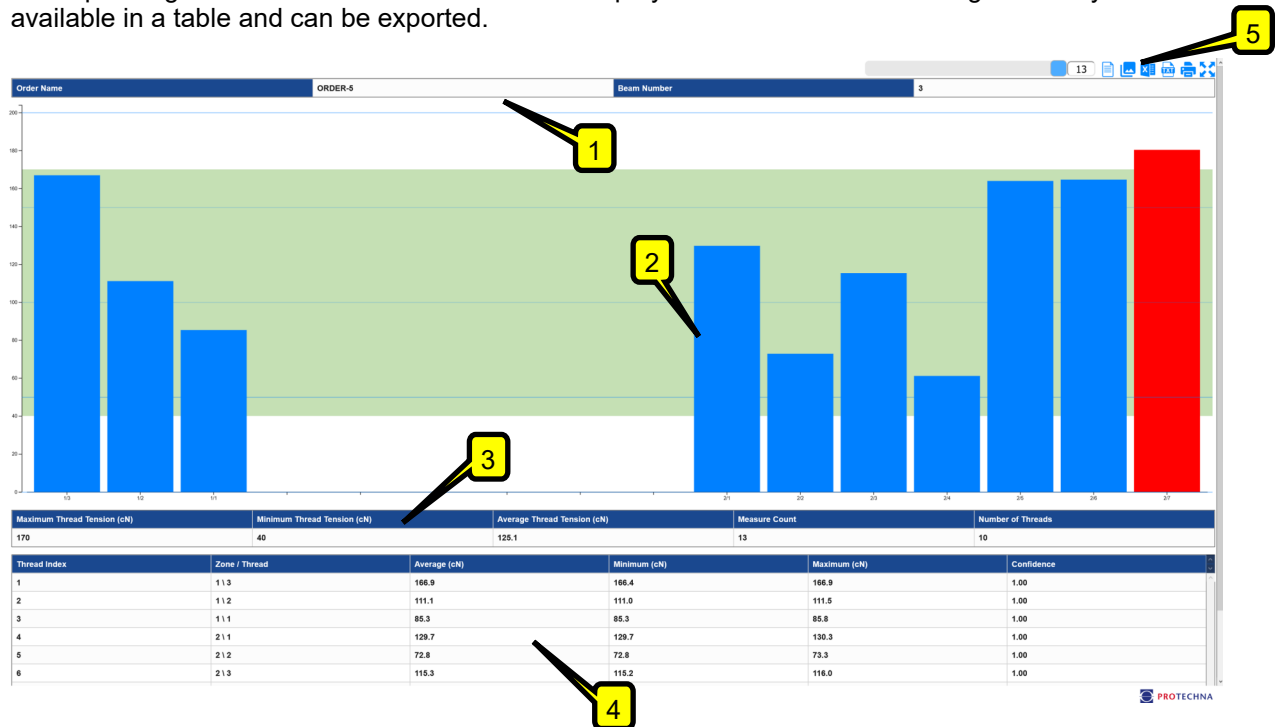 available in a table and can be exported.
5
13
TXT
Order Name ORDER-5 Beam Number 3
1
2
200
180
160
140
120
100
80
60
40
20
0
1/3 1/2 1/1 2/1 2/2 2/3 2/4 2/5 2/6 2/7
3
Maximum Thread Tension (cN) Minimum Thread Tension (cN) Average Thread Tension (cN) Measure Count Number of Threads
170 40 125.1 13 10
Thread Index Zone / Thread Average (cN) Minimum (cN) Maximum (cN) Confidence
1 1 \ 3 166.9 166.4 166.9 1.00
2 1 \ 2 111.1 111.0 111.5 1.00
3 1 \ 1 85.3 85.3 85.8 1.00
4 2 \ 1 129.7 129.7 130.3 1.00
5 2 \ 2 72.8 72.8 73.3 1.00
6 2 \ 3 115.3 115.2 116.0 1.00
4
PROTECHNA